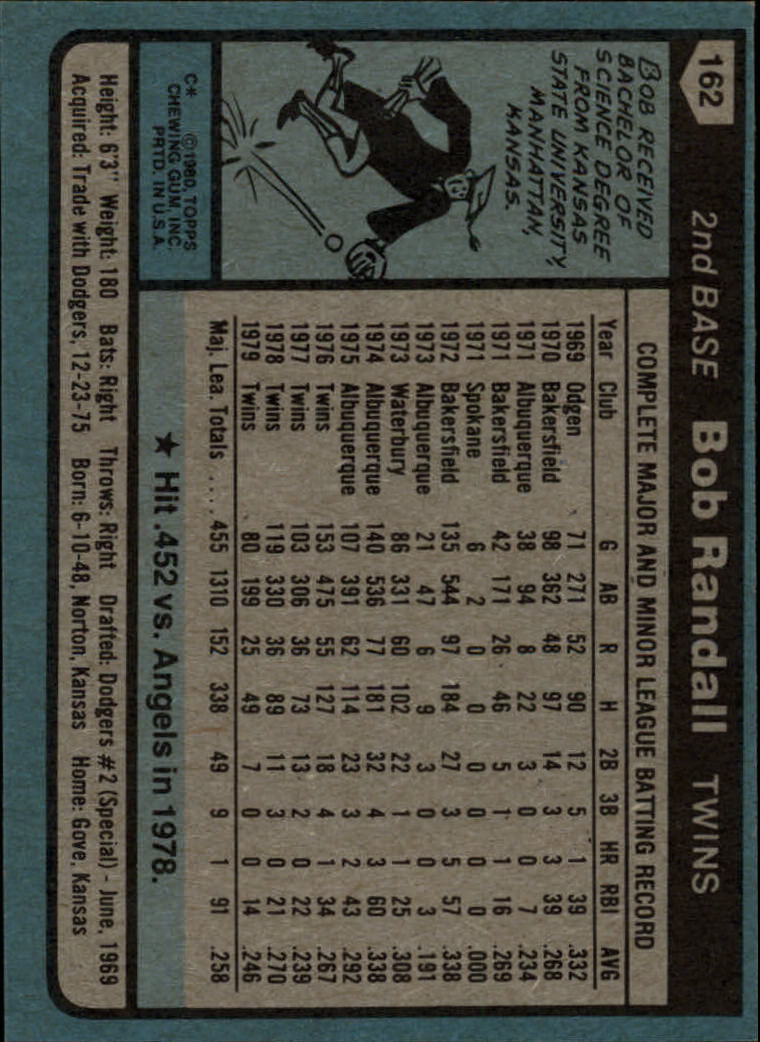 162
2nd BASE Bob Randall TWINS
BOB RECEIVED
BACHELOR OF
SCIENCE DEGREE
FROM KANSAS
STATE UNIVERSITY,
MANHATTAN,
KANSAS.
C* ©1980, TOPPS
CHEWING GUM, INC.
PRTD. IN U.S.A.
COMPLETE MAJOR AND MINOR LEAGUE BATTING RECORD
Year Club G AB R H 2B 3B HR RBI AVG
1969 Odgen 71 271 52 90 12 5 1 39 .332
1970 Bakersfield 98 362 48 97 14 3 3 39 .268
1971 Albuquerque 38 94 8 22 3 0 0 7 .234
1971 Bakersfield 42 171 26 46 5 1 1 16 .269
1971 Spokane 6 2 0 0 0 0 0 0 .000
1972 Bakersfield 135 544 97 184 27 3 5 57 .338
1973 Albuquerque 21 47 6 9 3 0 0 3 .191
1973 Waterbury 86 331 60 102 22 1 1 25 .308
1974 Albuquerque 140 536 77 181 32 4 3 60 .338
1975 Albuquerque 107 391 62 114 23 3 2 43 .292
1976 Twins 153 475 55 127 18 4 1 34 .267
1977 Twins 103 306 36 73 13 2 0 22 .239
1978 Twins 119 330 36 89 11 3 0 21 .270
1979 Twins 80 199 25 49 7 0 0 14 .246
Maj. Lea. Totals .... 455 1310 152 338 49 9 1 91 .258
★ Hit .452 vs. Angels in 1978.
Height: 6'3" Weight: 180 Bats: Right Throws: Right Drafted: Dodgers #2 (Special) - June, 1969
Acquired: Trade with Dodgers, 12-23-75 Born: 6-10-48, Norton, Kansas Home: Gove, Kansas